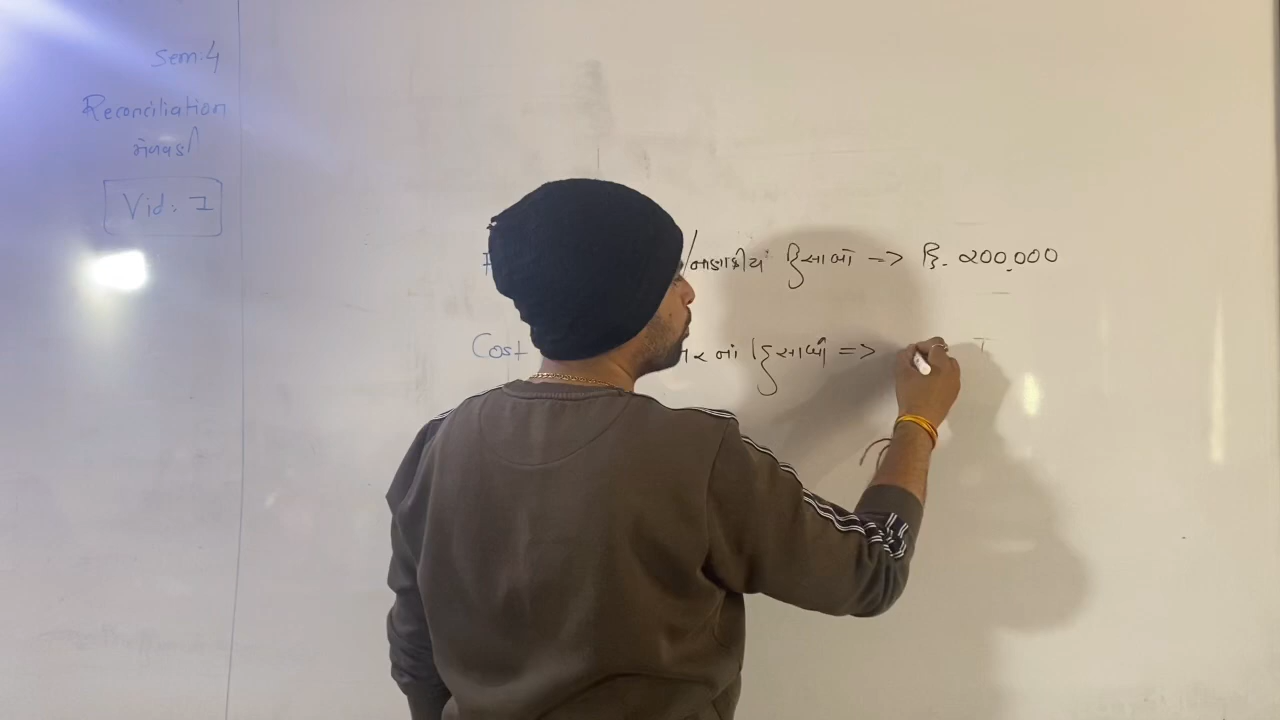 Sem:4
Reconciliation
મેળવણી
Vid: 1
/નાણાકીય હિસાબો => રૂ. ૨૦૦,૦૦૦
Cost નો હિસાબ =>